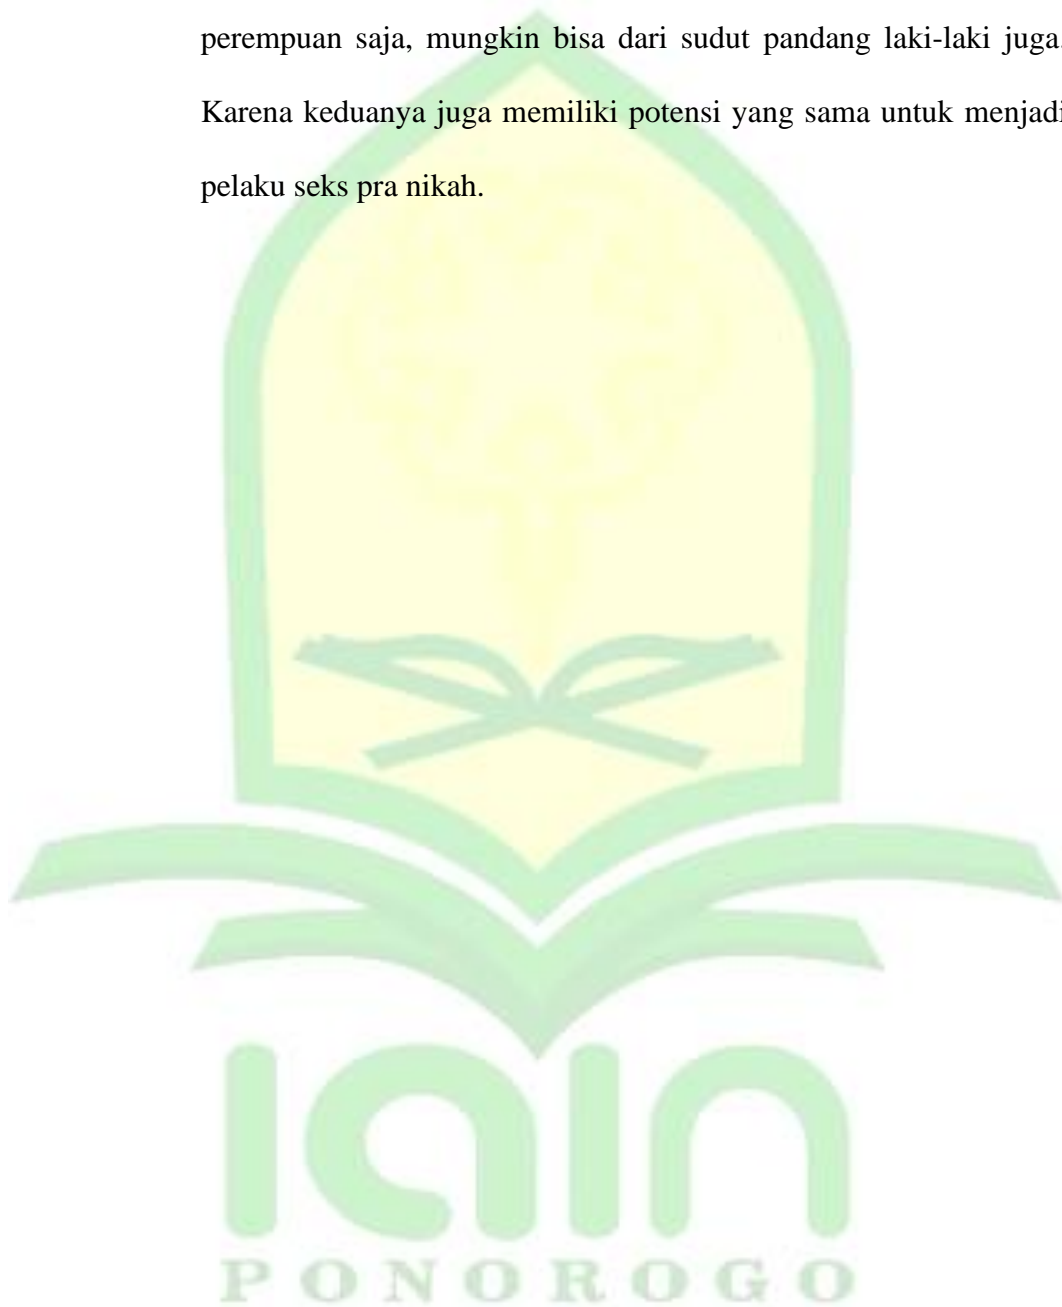 perempuan saja, mungkin bisa dari sudut pandang laki-laki juga.
Karena keduanya juga memiliki potensi yang sama untuk menjadi
pelaku seks pra nikah.
iain
PONOROGO